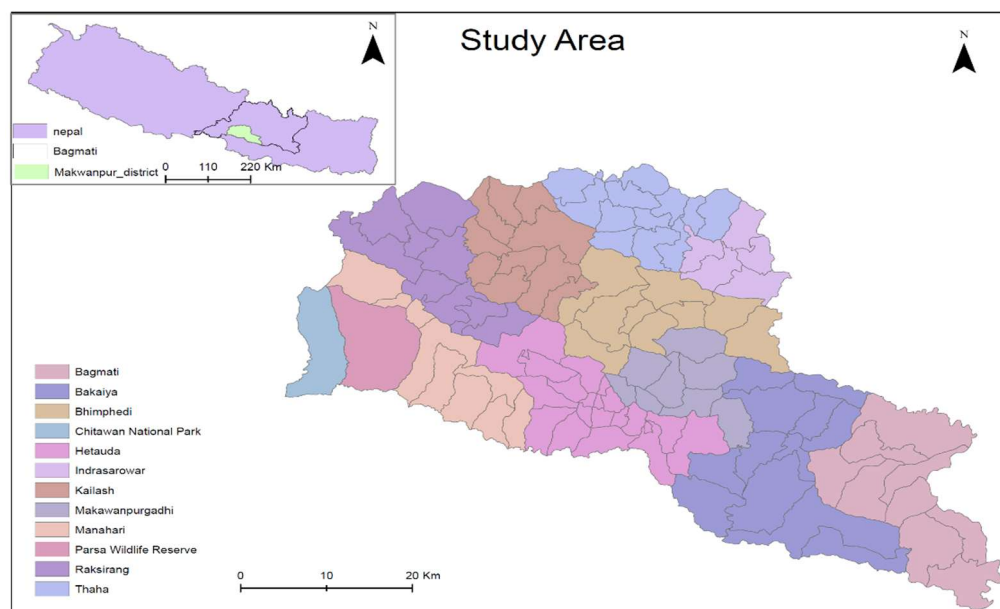 Study Area
N
N
nepal
Bagmati
Makwanpur_district
0 110 220 Km
Bagmati
Bakaiya
Bhimphedi
Chitawan National Park
Hetauda
Indrasarowar
Kailash
Makawanpurgadhi
Manahari
Parsa Wildlife Reserve
Raksirang
Thaha
0 10 20 Km